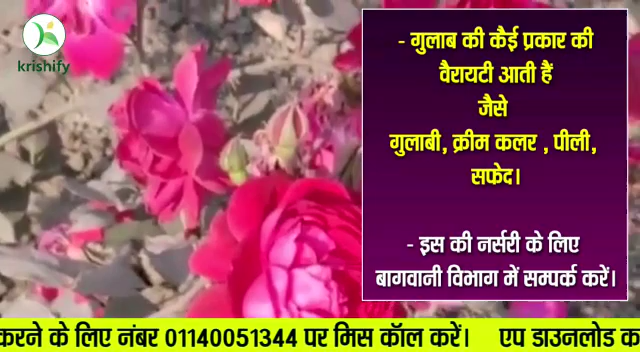 krishify
- गुलाब की कैई प्रकार की
वैरायटी आती हैं
जैसे
गुलाबी, क्रीम कलर , पीली,
सफेद।
- इस की नर्सरी के लिए
बागवानी विभाग में सम्पर्क करें।
करने के लिए नंबर 01140051344 पर मिस कॉल करें। एप डाउनलोड क